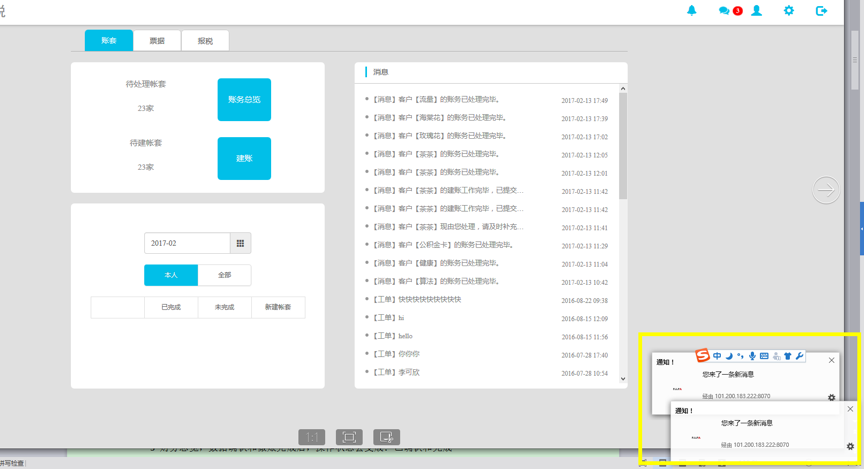 税
3
账套
票据
报税
待处理帐套
23家
账务总览
待建帐套
23家
建账
2017-02
本人
全部
已完成
未完成
新建帐套
消息
【消息】客户【流量】的账务已处理完毕。 2017-02-13 17:49
【消息】客户【海棠花】的账务已处理完毕。 2017-02-13 17:39
【消息】客户【玫瑰花】的账务已处理完毕。 2017-02-13 17:02
【消息】客户【茶茶】的账务已处理完毕。 2017-02-13 12:05
【消息】客户【茶茶】的账务已处理完毕。 2017-02-13 12:01
【消息】客户【茶茶】的建账工作完毕，已提交... 2017-02-13 11:42
【消息】客户【茶茶】的建账工作完毕，已提交... 2017-02-13 11:42
【消息】客户【茶茶】现由您处理，请及时补充... 2017-02-13 11:41
【消息】客户【公积金卡】的账务已处理完毕。 2017-02-13 11:29
【消息】客户【健康】的账务已处理完毕。 2017-02-13 11:04
【消息】客户【算法】的账务已处理完毕。 2017-02-13 10:42
【工单】快快快快快快快快快 2016-08-22 09:38
【工单】hi 2016-08-15 12:09
【工单】hello 2016-08-15 11:56
【工单】你你你 2016-07-28 17:40
【工单】李可欣 2016-07-28 10:54
通知！
S 中
您来了一条新消息
经由 101.200.183.222:8070
通知！
您来了一条新消息
经由 101.200.183.222:8070
1:1
拼写检查: